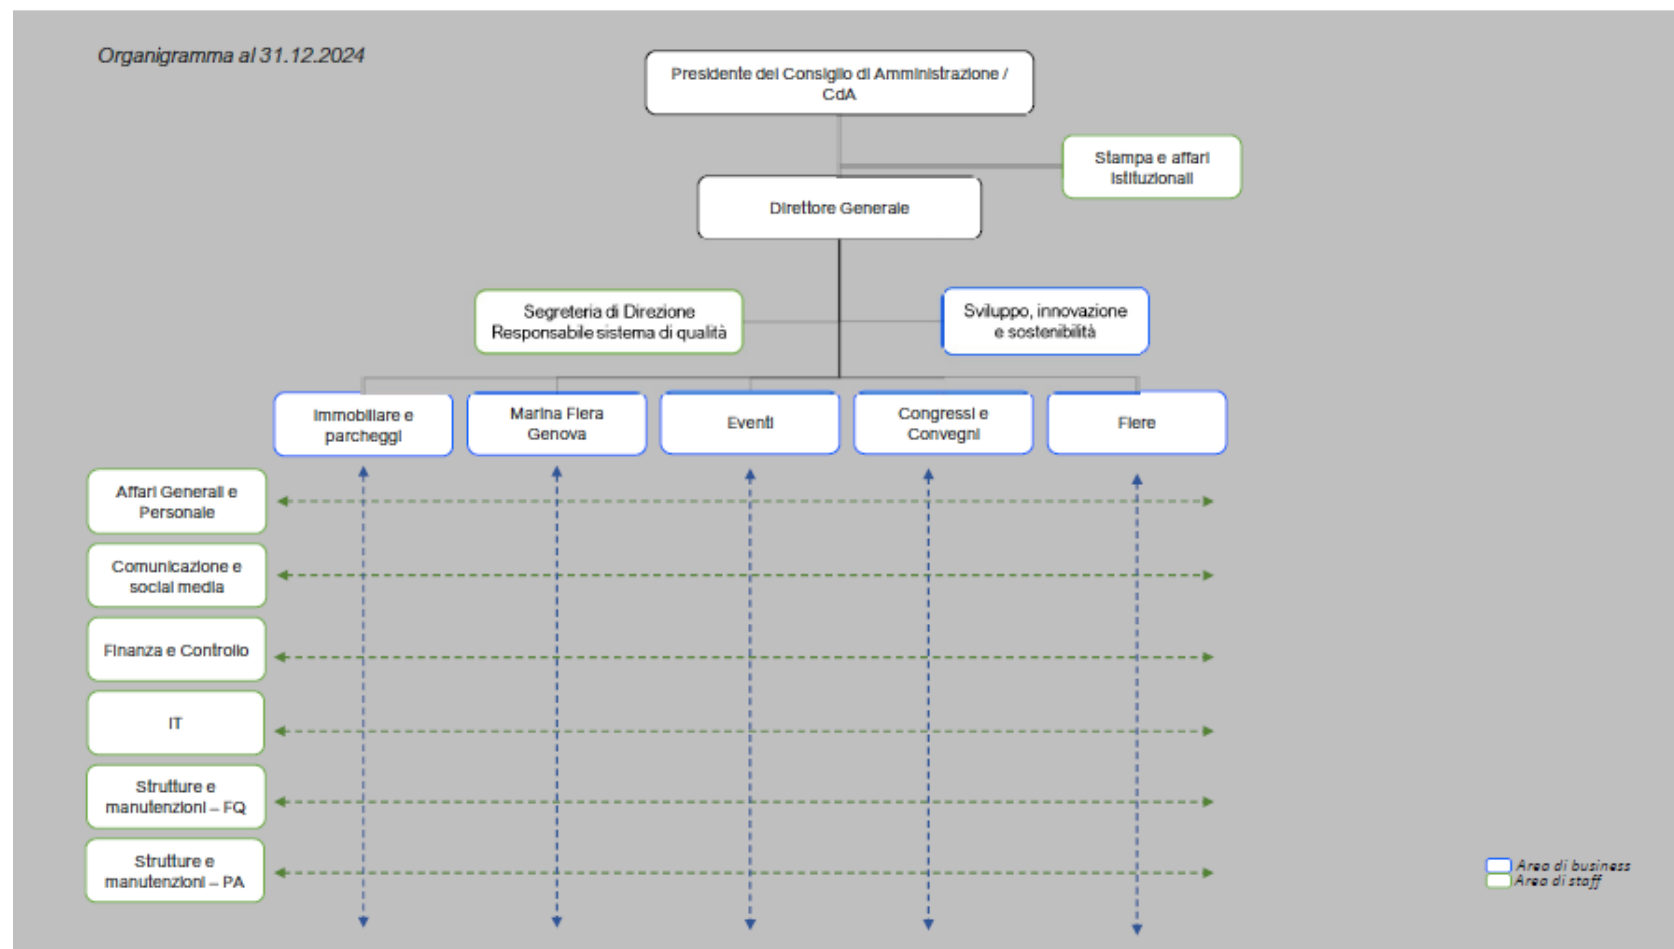 Organigramma al 31.12.2024
Presidente del Consiglio di Amministrazione /
CdA
Stampa e affari
istituzionali
Direttore Generale
Segreteria di Direzione
Responsabile sistema di qualità
Sviluppo, innovazione
e sostenibilità
Immobiliare e
parcheggi
Marina Fiera
Genova
Eventi
Congressi e
Convegni
Fiere
Affari Generali e
Personale
Comunicazione e
social media
Finanza e Controllo
IT
Strutture e
manutenzioni – FQ
Strutture e
manutenzioni – PA
Area di business
Area di staff